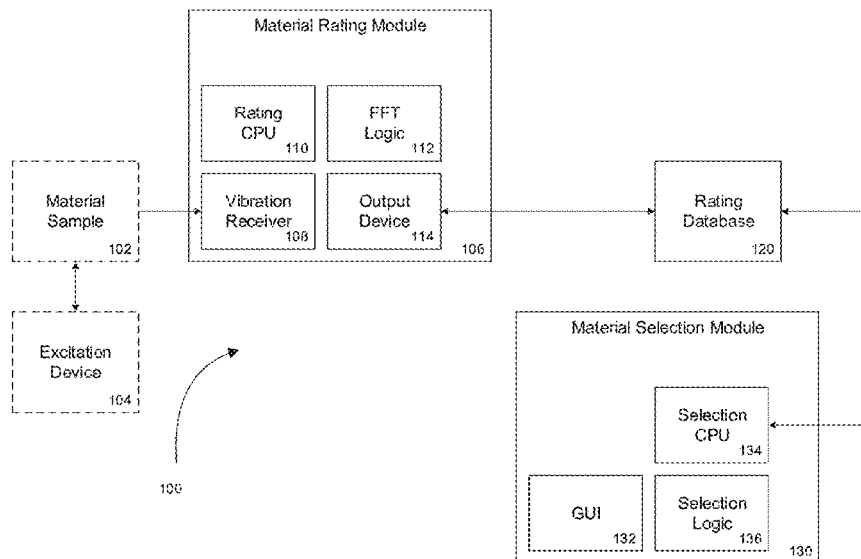 Material Rating Module
Rating
CPU
110
FFT
Logic
112
Material
Sample
102
Vibration
Receiver
108
Output
Device
114
106
Rating
Database
120
Excitation
Device
104
100
Material Selection Module
Selection
CPU
134
GUI
132
Selection
Logic
136
130